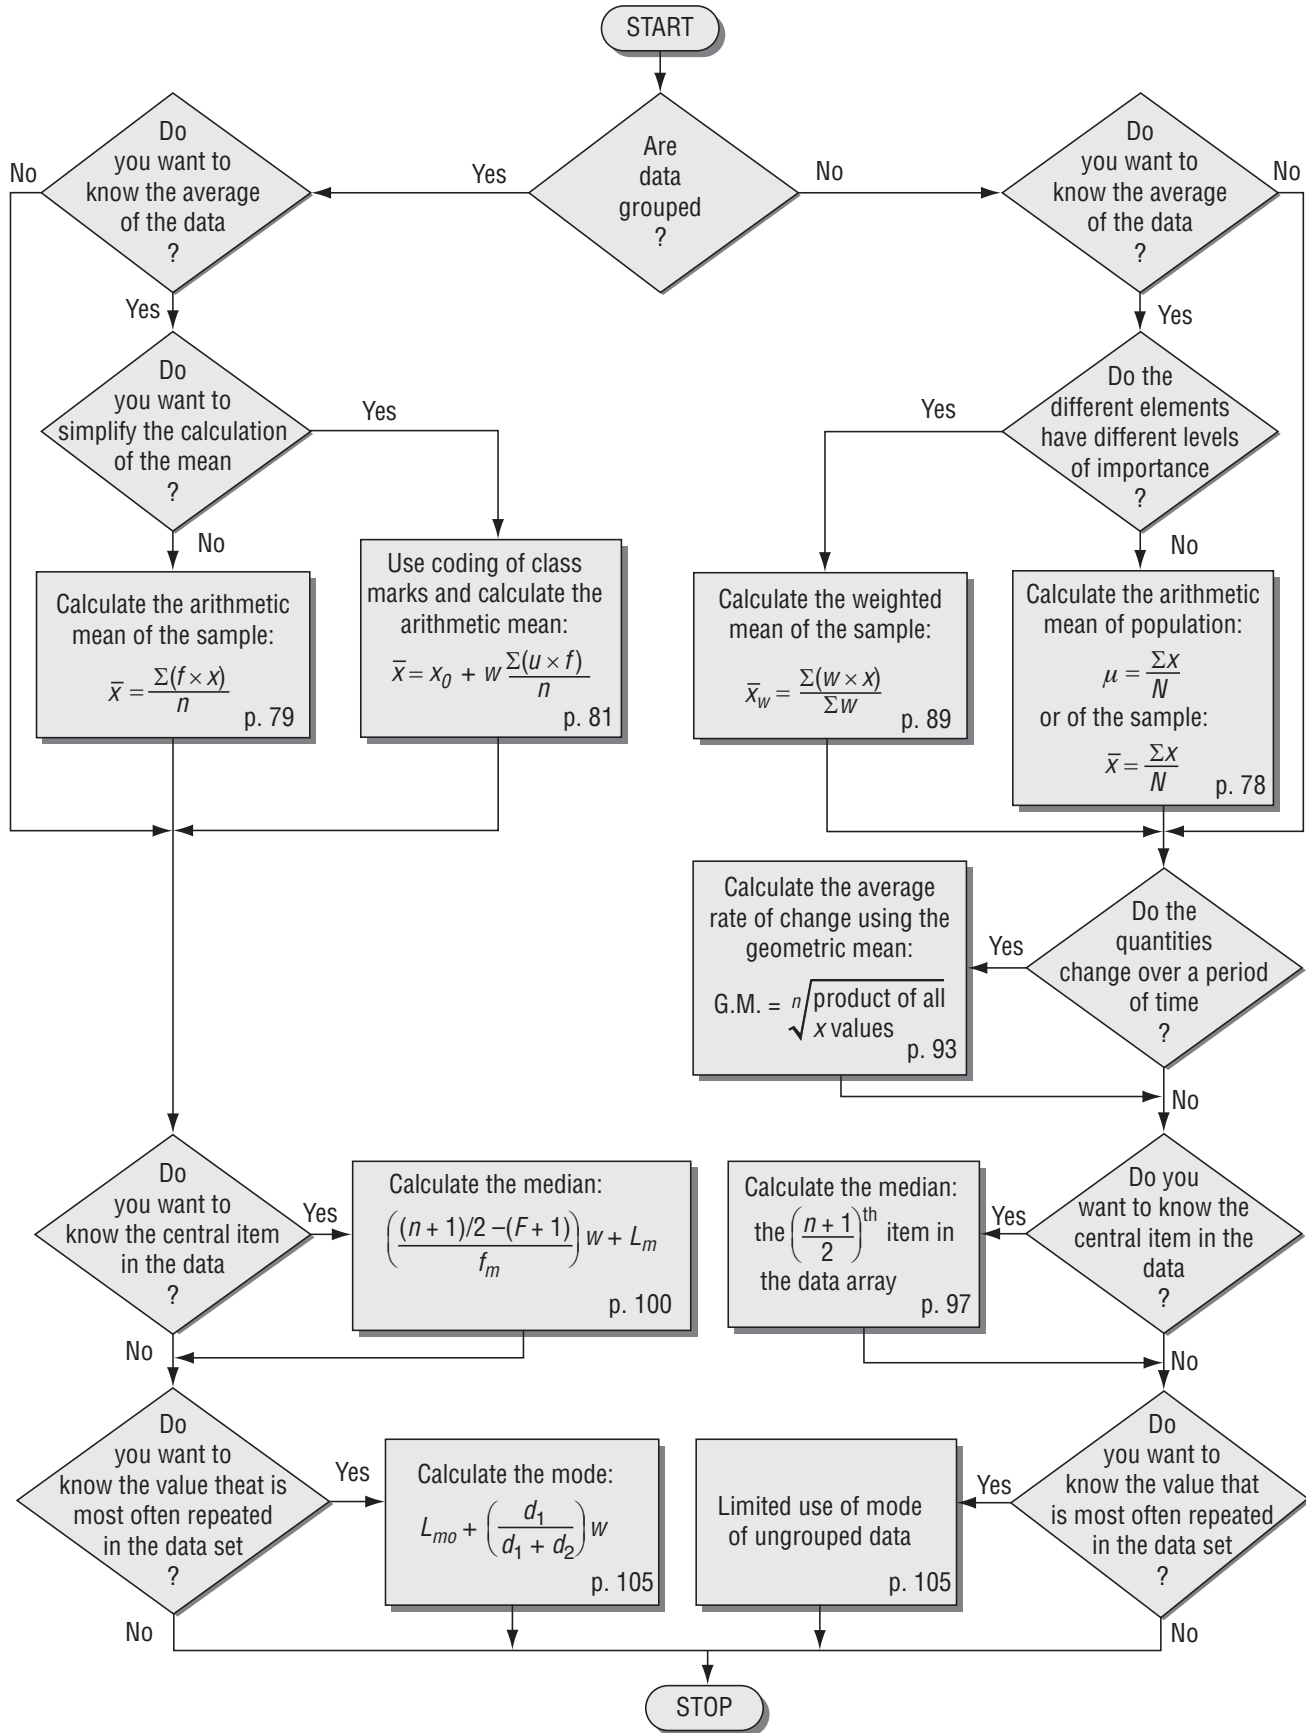 START
Are
data
grouped
?
Yes
No
Do
you want to
know the average
of the data
?
No
Yes
Do
you want to
simplify the calculation
of the mean
?
Yes
No
Calculate the arithmetic
mean of the sample:
x̄ = Σ(f × x) / n
p. 79
Use coding of class
marks and calculate the
arithmetic mean:
x̄ = x₀ + w Σ(u × f) / n
p. 81
Do
you want to
know the average
of the data
?
No
Yes
Do the
different elements
have different levels
of importance
?
Yes
No
Calculate the weighted
mean of the sample:
x̄w = Σ(w × x) / Σw
p. 89
Calculate the arithmetic
mean of population:
μ = Σx / N
or of the sample:
x̄ = Σx / N
p. 78
Do the
quantities
change over a period
of time
?
Yes
No
Calculate the average
rate of change using the
geometric mean:
G.M. = ⁿ√ product of all
x values
p. 93
Do
you want to
know the central item
in the data
?
Yes
No
Calculate the median:
( ((n + 1)/2 – (F + 1)) / fm ) w + Lm
p. 100
Do you
want to know the
central item in the
data
?
Yes
No
Calculate the median:
the ( (n + 1) / 2 )th item in
the data array
p. 97
Do
you want to
know the value theat is
most often repeated
in the data set
?
Yes
No
Calculate the mode:
Lmo + ( d₁ / (d₁ + d₂) ) w
p. 105
Do
you want to
know the value that
is most often repeated
in the data set
?
Yes
No
Limited use of mode
of ungrouped data
p. 105
STOP